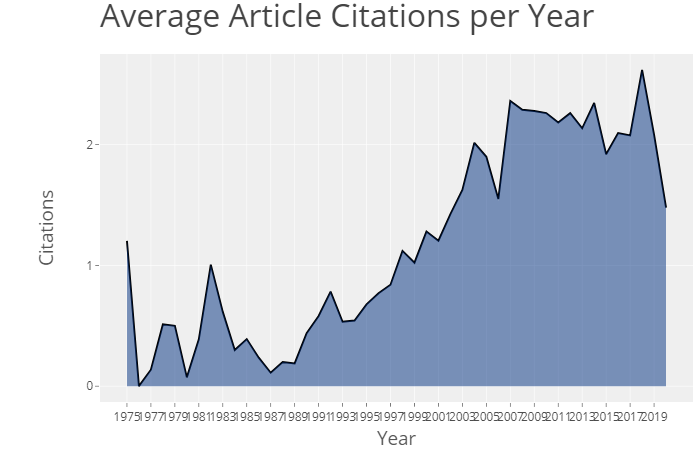 Average Article Citations per Year
Citations
2
1
0
1975 1977 1979 1981 1983 1985 1987 1989 1991 1993 1995 1997 1999 2001 2003 2005 2007 2009 2011 2013 2015 2017 2019
Year